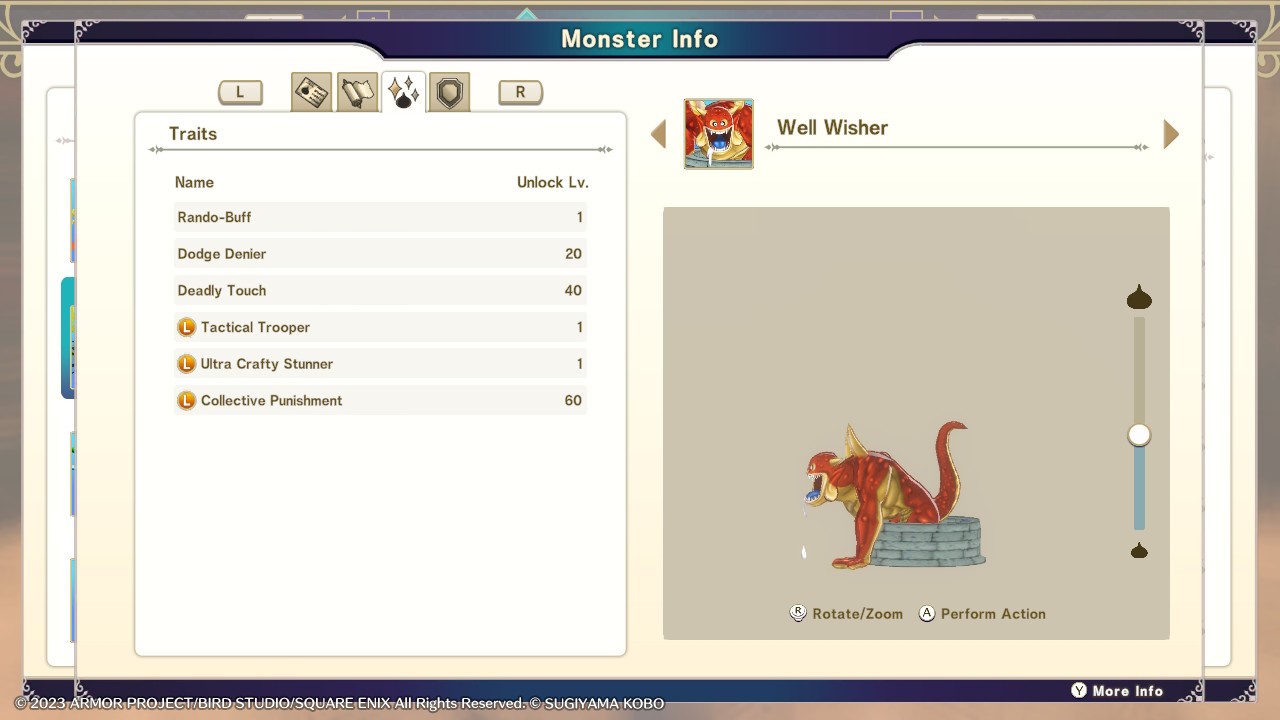 Monster Info
L
R
Traits
Name Unlock Lv.
Rando-Buff 1
Dodge Denier 20
Deadly Touch 40
L Tactical Trooper 1
L Ultra Crafty Stunner 1
L Collective Punishment 60
Well Wisher
R Rotate/Zoom A Perform Action
Y More Info
© 2023 ARMOR PROJECT/BIRD STUDIO/SQUARE ENIX All Rights Reserved. © SUGIYAMA KOBO